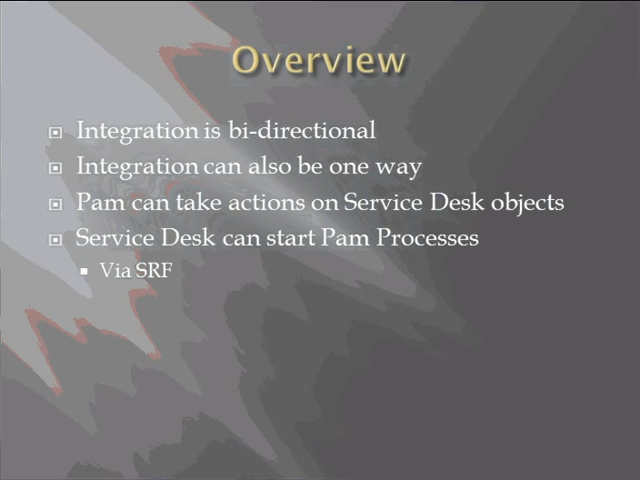 Overview
Integration is bi-directional
Integration can also be one way
Pam can take actions on Service Desk objects
Service Desk can start Pam Processes
Via SRF